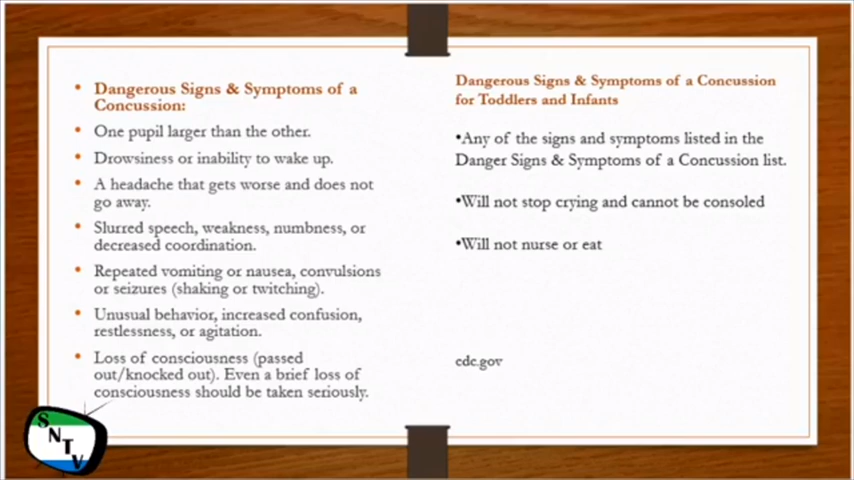 • Dangerous Signs & Symptoms of a
Concussion:
• One pupil larger than the other.
• Drowsiness or inability to wake up.
• A headache that gets worse and does not
go away.
• Slurred speech, weakness, numbness, or
decreased coordination.
• Repeated vomiting or nausea, convulsions
or seizures (shaking or twitching).
• Unusual behavior, increased confusion,
restlessness, or agitation.
• Loss of consciousness (passed
out/knocked out). Even a brief loss of
consciousness should be taken seriously.
Dangerous Signs & Symptoms of a Concussion
for Toddlers and Infants
•Any of the signs and symptoms listed in the
Danger Signs & Symptoms of a Concussion list.
•Will not stop crying and cannot be consoled
•Will not nurse or eat
cdc.gov
SNTV